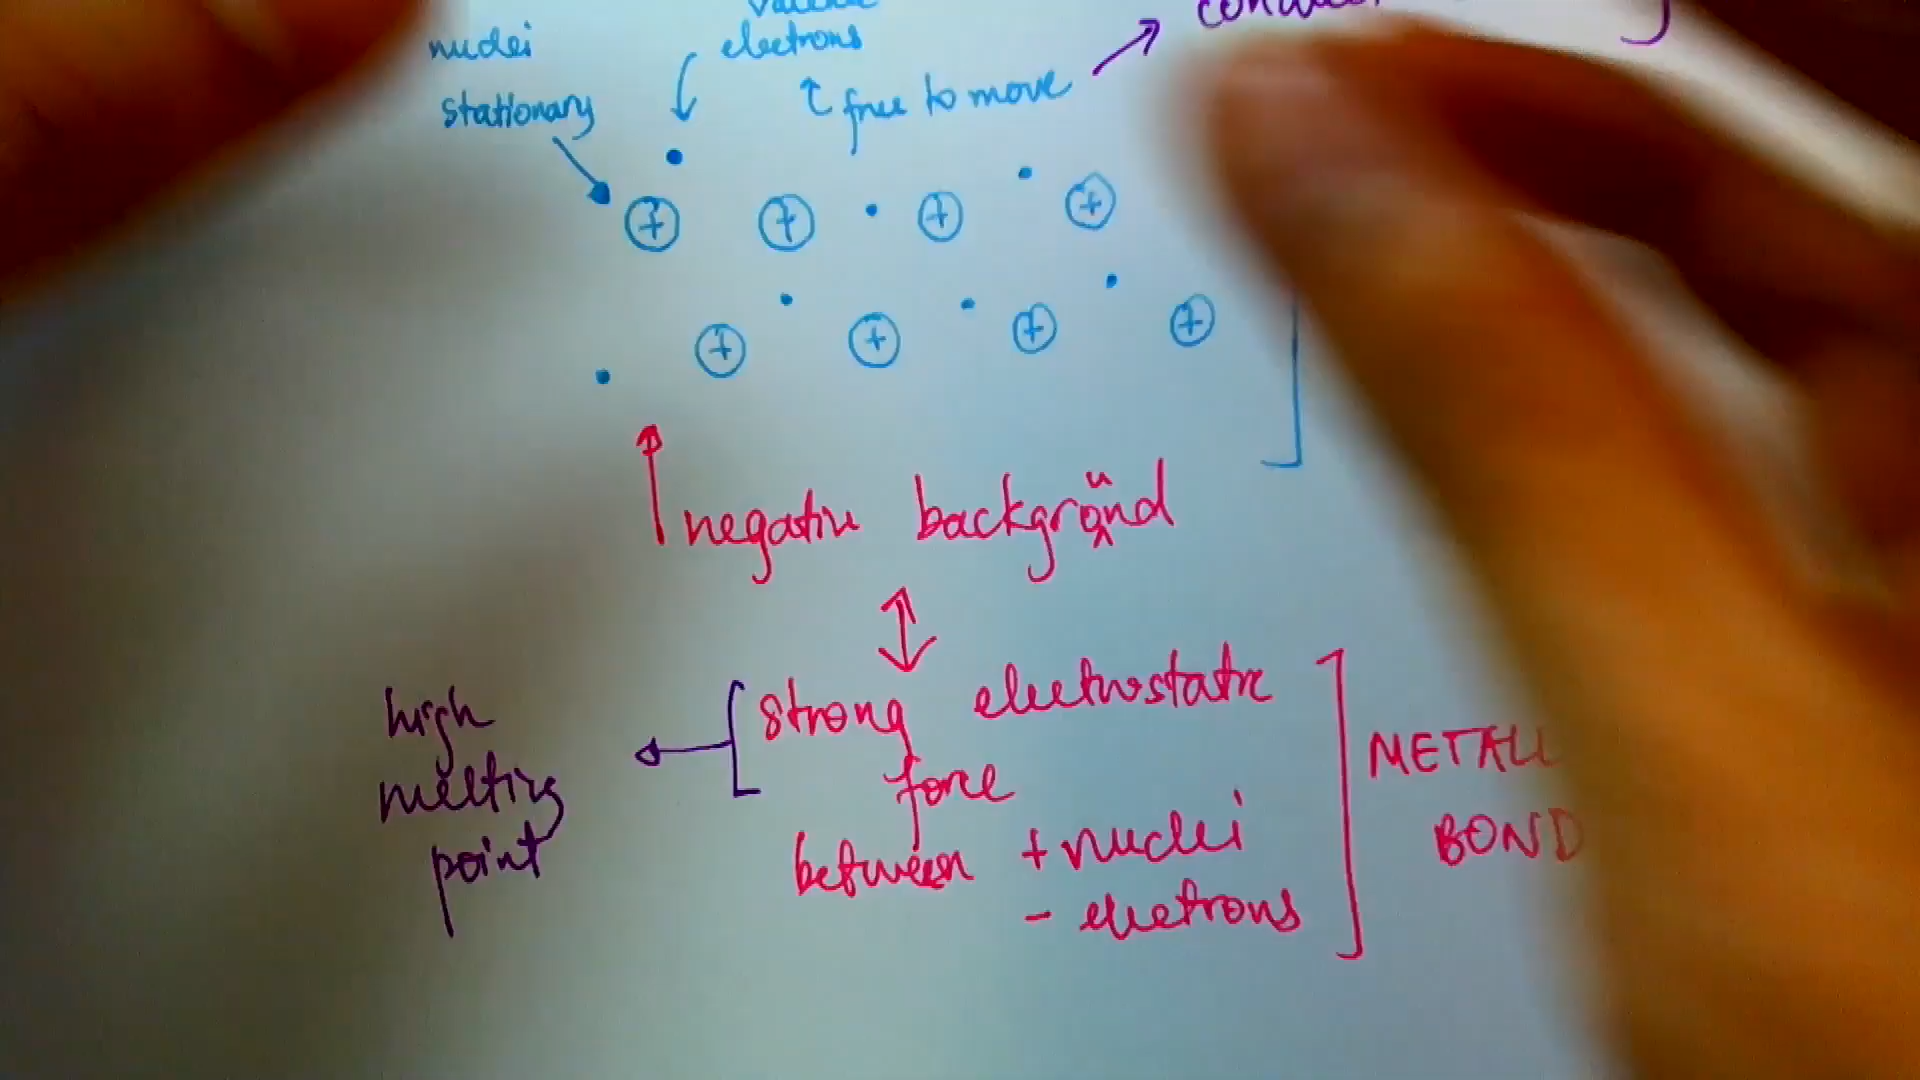 nuclei
electrons
stationary
free to move
+ + + +
+ + + +
negative background
strong electrostatic
force
between + nuclei
- electrons
high
melting
point
METALL
BOND